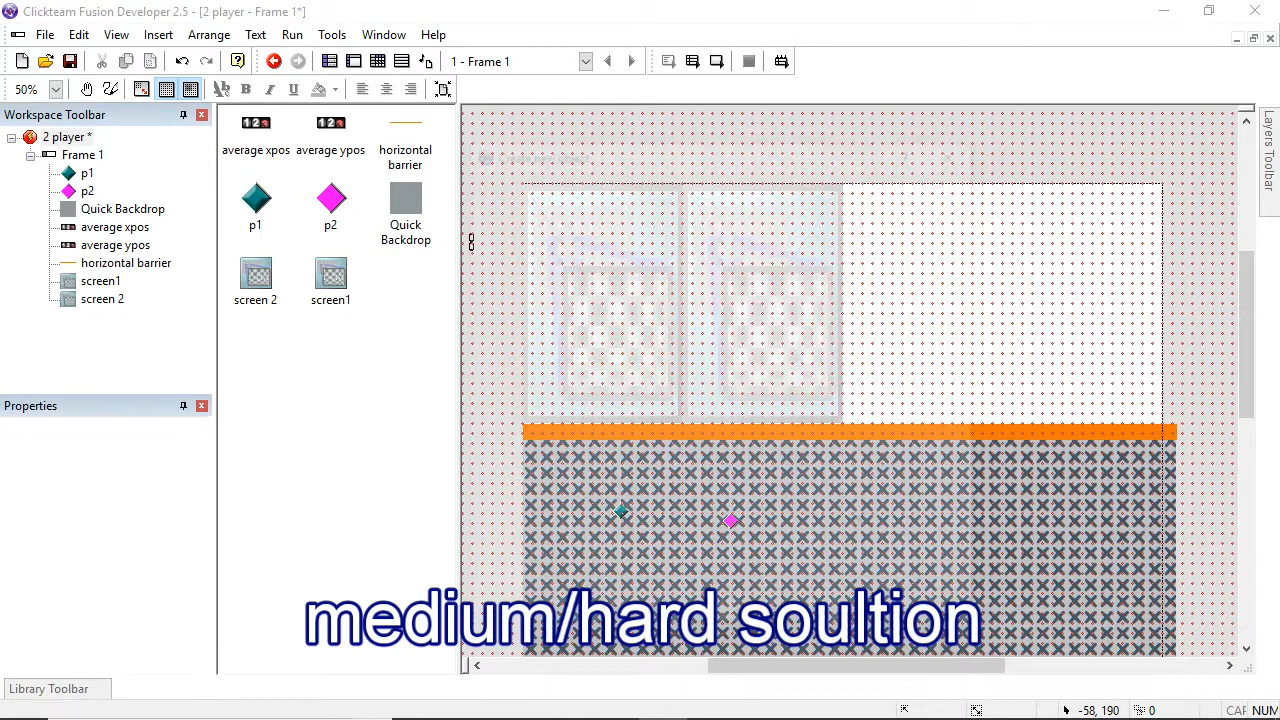 Clickteam Fusion Developer 2.5 - [2 player - Frame 1*]
File Edit View Insert Arrange Text Run Tools Window Help
1 - Frame 1
50%
Workspace Toolbar
2 player *
Frame 1
p1
p2
Quick Backdrop
average xpos
average ypos
horizontal barrier
screen1
screen 2
Properties
Library Toolbar
average xpos
average ypos
horizontal
barrier
p1
p2
Quick
Backdrop
screen 2
screen1
Create new object
Layers Toolbar
medium/hard soultion
-58, 190
0
CAP
NUM